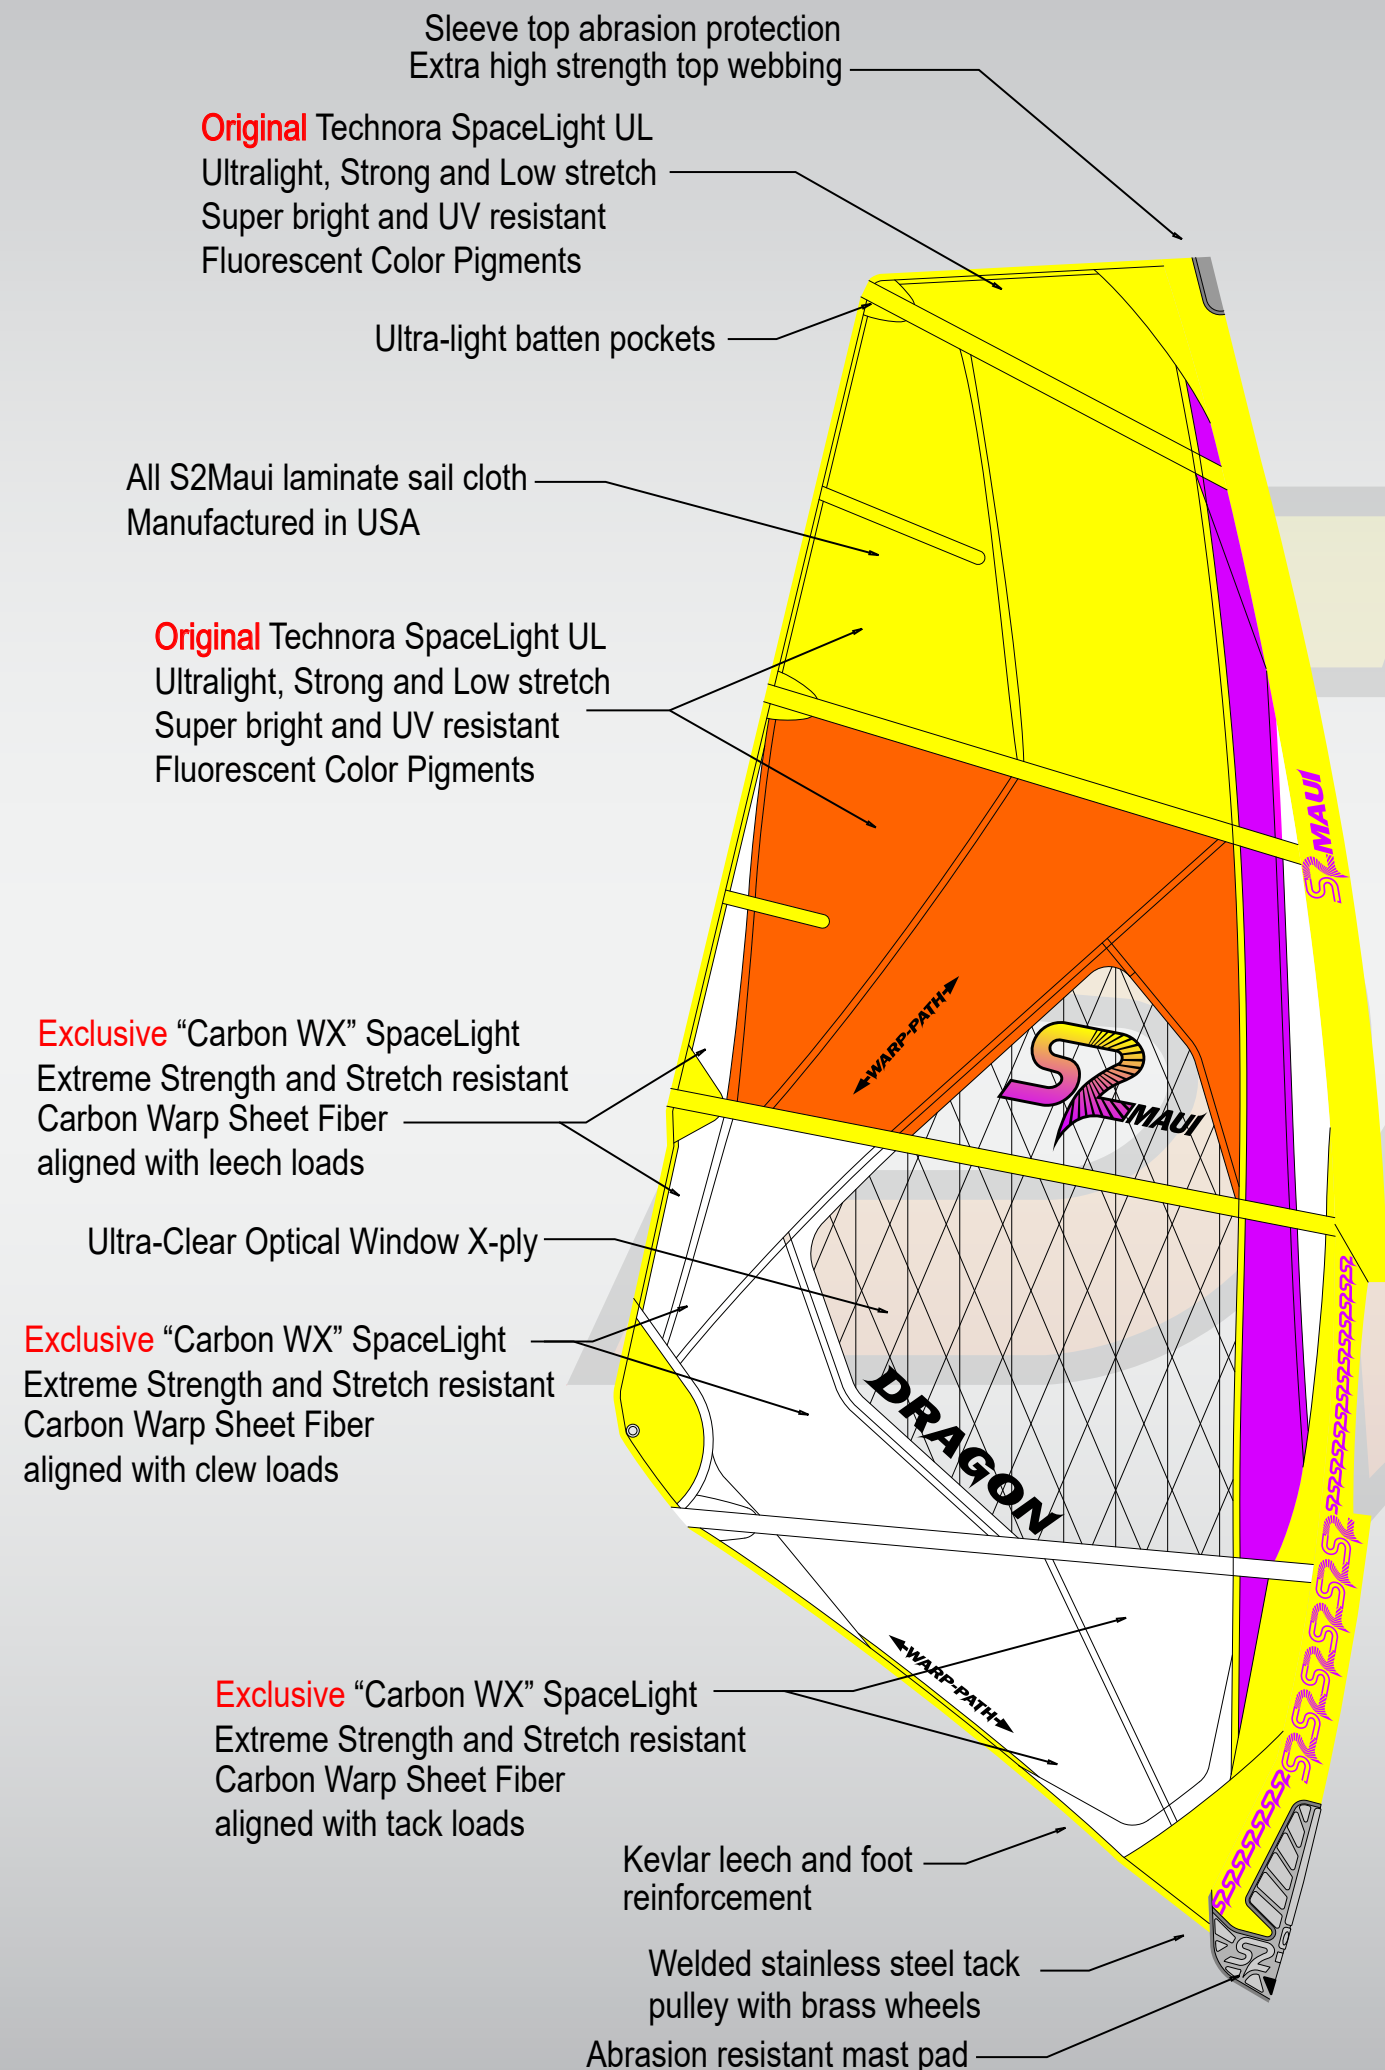 Sleeve top abrasion protection
Extra high strength top webbing
Original Technora SpaceLight UL
Ultralight, Strong and Low stretch
Super bright and UV resistant
Fluorescent Color Pigments
Ultra-light batten pockets
All S2Maui laminate sail cloth
Manufactured in USA
Original Technora SpaceLight UL
Ultralight, Strong and Low stretch
Super bright and UV resistant
Fluorescent Color Pigments
S2MAUI
WARP-PATH
S2MAUI
Exclusive “Carbon WX” SpaceLight
Extreme Strength and Stretch resistant
Carbon Warp Sheet Fiber
aligned with leech loads
Ultra-Clear Optical Window X-ply
Exclusive “Carbon WX” SpaceLight
Extreme Strength and Stretch resistant
Carbon Warp Sheet Fiber
aligned with clew loads
DRAGON
S2S2S2S2S2S2S2S2S2S2
S2S2S2S2S2S2
S2S2S2S2S2S2S2
WARP-PATH
Exclusive “Carbon WX” SpaceLight
Extreme Strength and Stretch resistant
Carbon Warp Sheet Fiber
aligned with tack loads
Kevlar leech and foot
reinforcement
Welded stainless steel tack
pulley with brass wheels
S2
Abrasion resistant mast pad